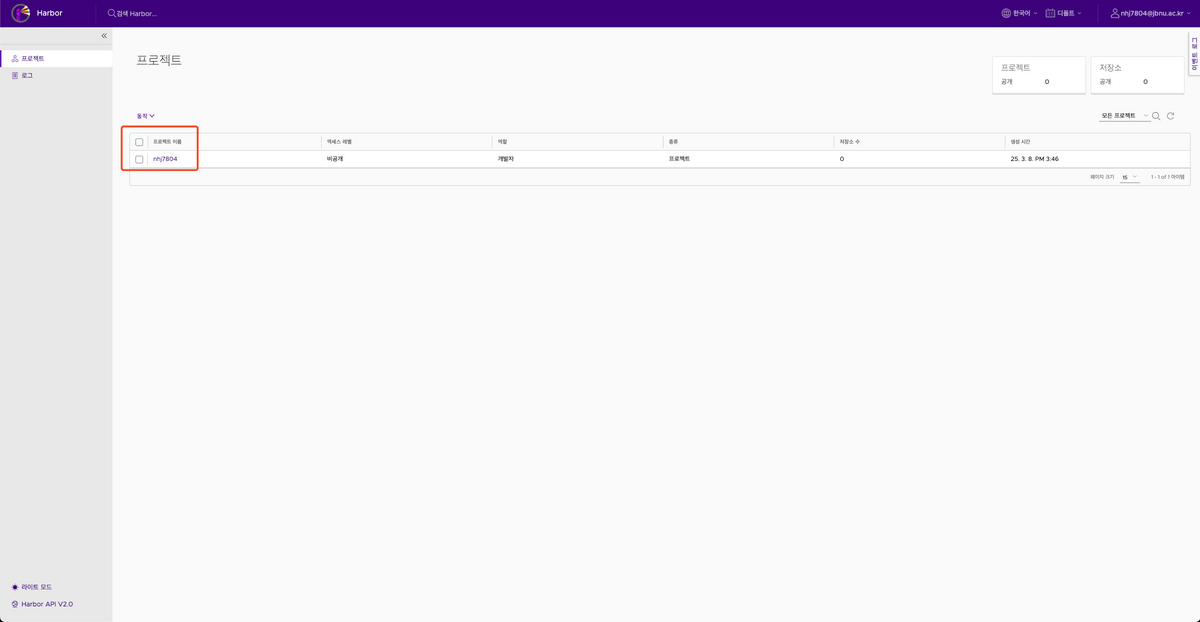 Harbor
검색 Harbor...
한국어
디폴트
nhj7804@jbnu.ac.kr
프로젝트
로그
프로젝트
프로젝트
공개 0
저장소
공개 0
이벤트 로그
동작
모든 프로젝트
프로젝트 이름 액세스 레벨 역할 종류 저장소 수 생성 시간
nhj7804 비공개 개발자 프로젝트 0 25. 3. 8. PM 3:46
페이지 크기 15 1 - 1 of 1 아이템
라이트 모드
Harbor API V2.0